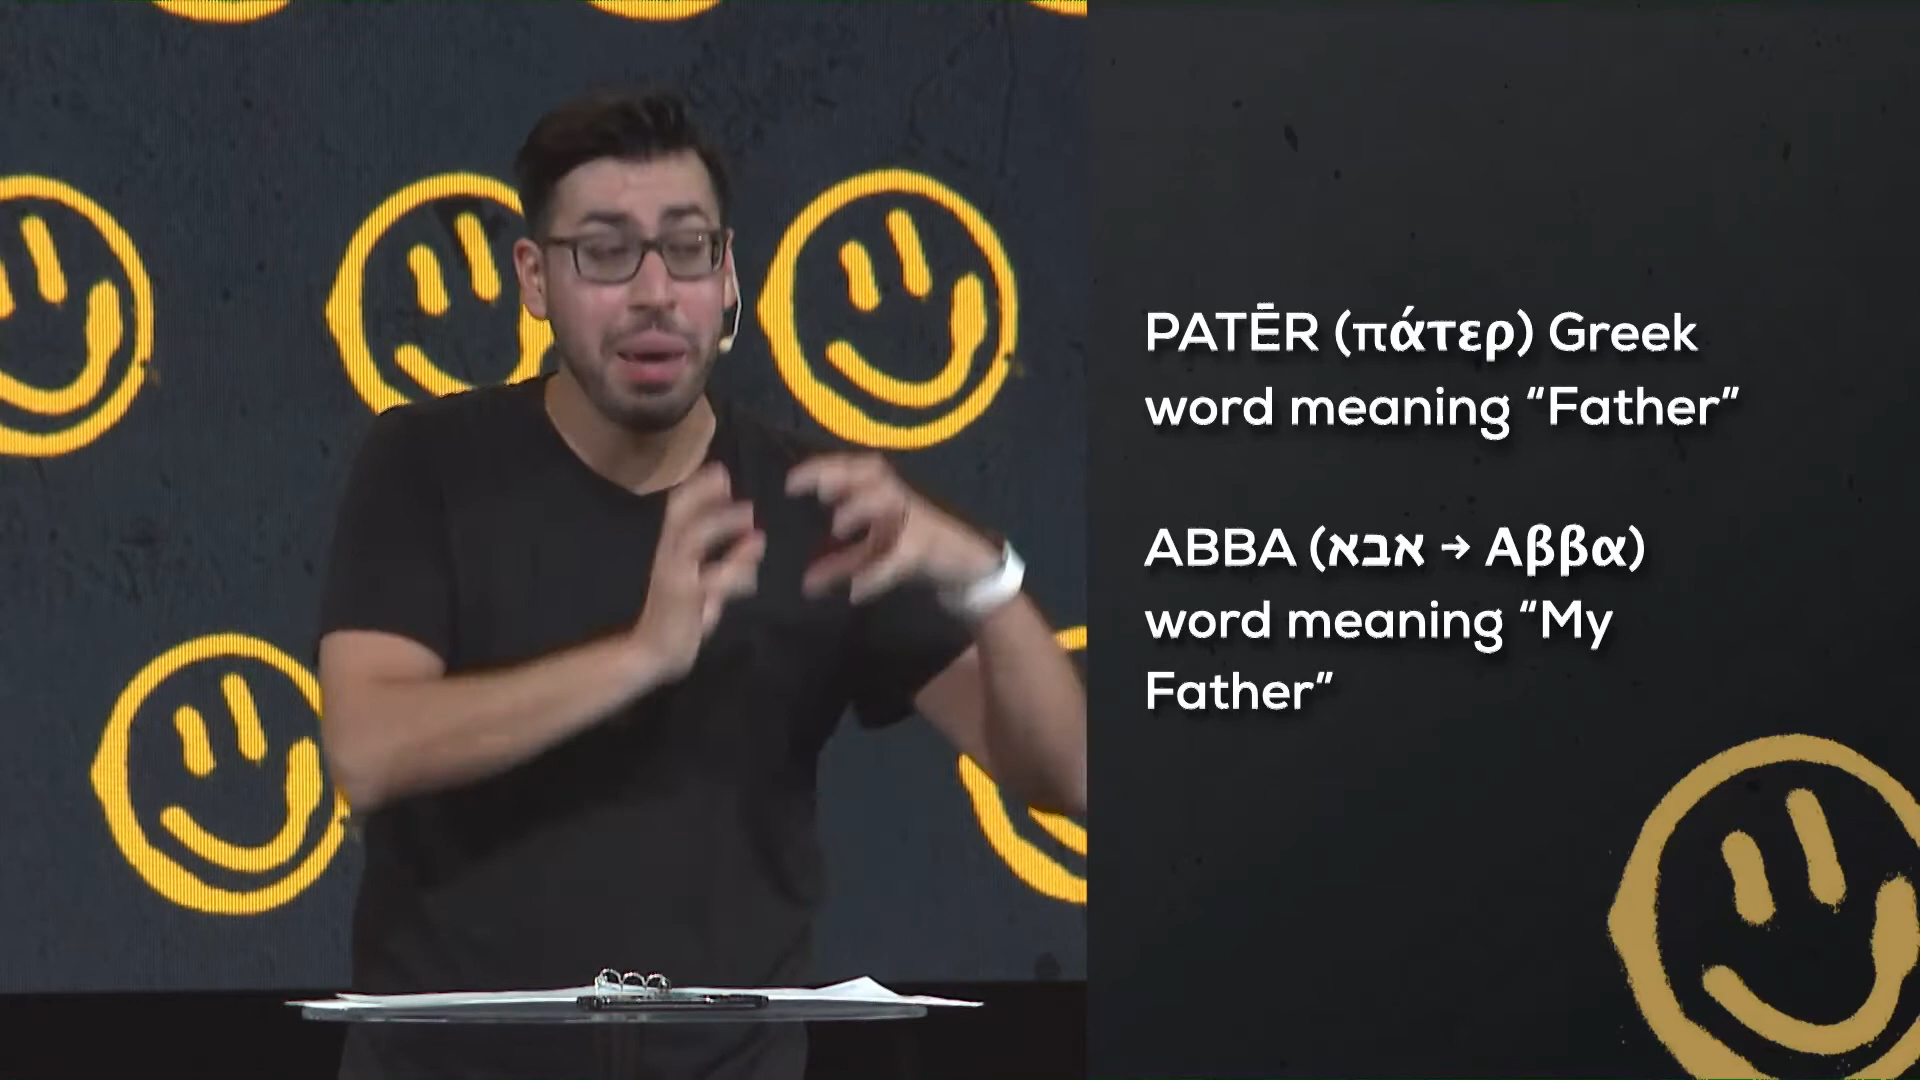 PATĒR (πάτερ) Greek
word meaning “Father”
ABBA (אבא → Αββα)
word meaning “My
Father”